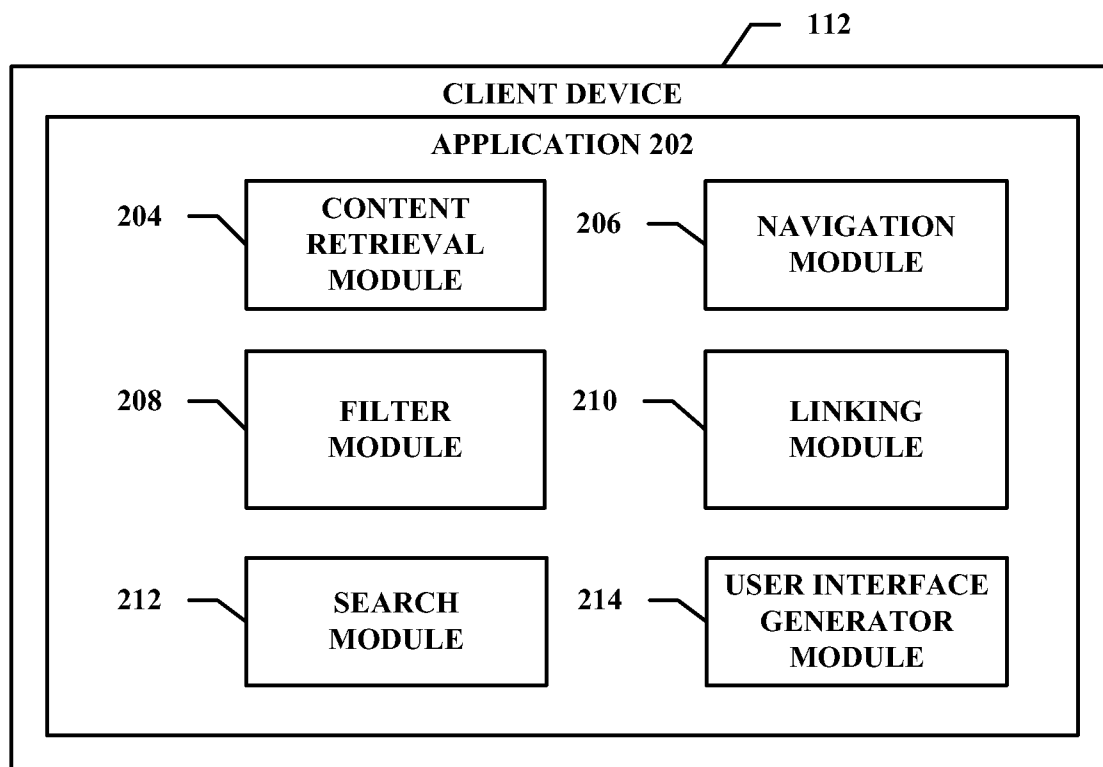 112
CLIENT DEVICE
APPLICATION 202
204
CONTENT
RETRIEVAL
MODULE
206
NAVIGATION
MODULE
208
FILTER
MODULE
210
LINKING
MODULE
212
SEARCH
MODULE
214
USER INTERFACE
GENERATOR
MODULE